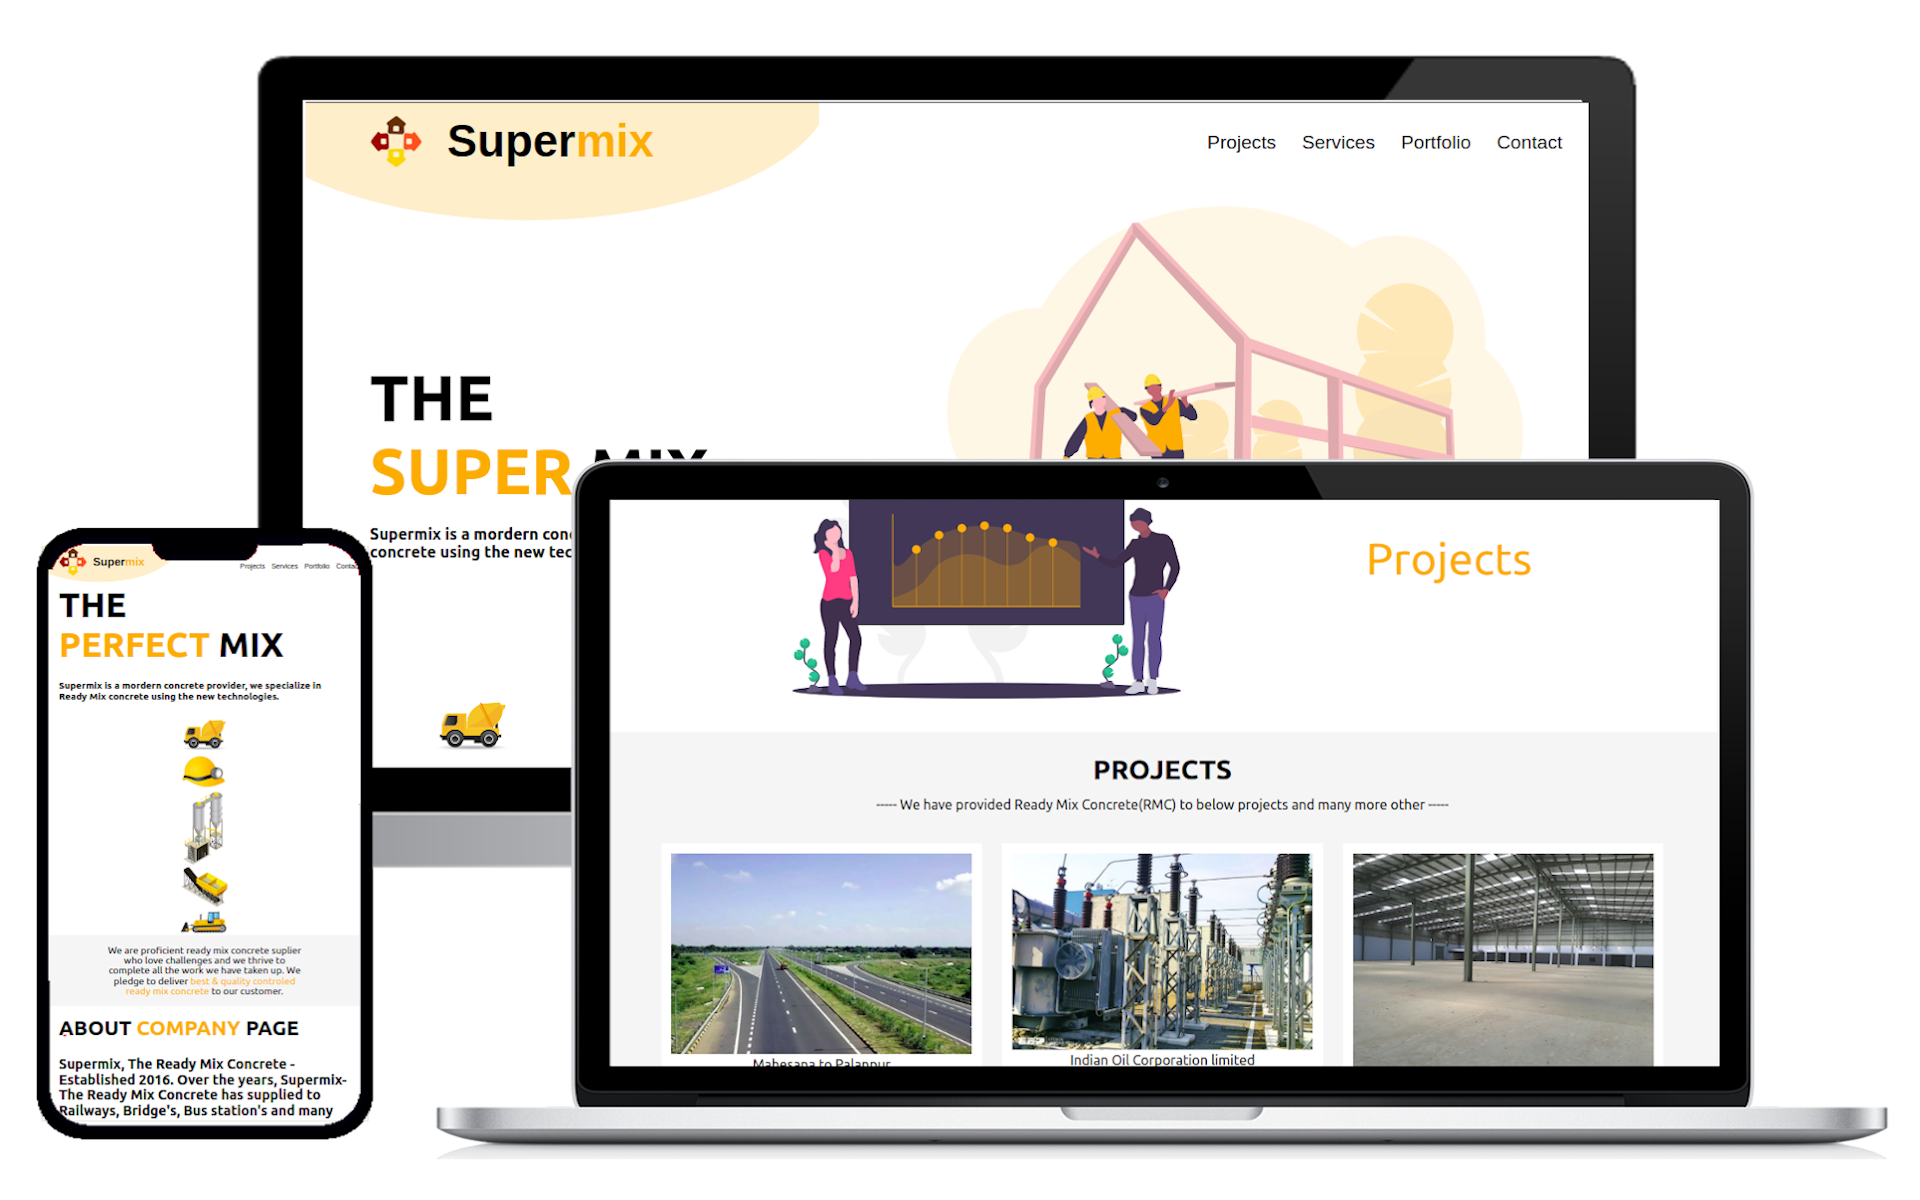 Supermix
Projects Services Portfolio Contact
THE
SUPER MIX
Supermix is a mordern con
concrete using the new tec
Supermix
Projects Services Portfolio Contac
THE
PERFECT MIX
Supermix is a mordern concrete provider, we specialize in
Ready Mix concrete using the new technologies.
We are proficient ready mix concrete suplier
who love challenges and we thrive to
complete all the work we have taken up. We
pledge to deliver best & quality controled
ready mix concrete to our customer.
ABOUT COMPANY PAGE
Supermix, The Ready Mix Concrete -
Established 2016. Over the years, Supermix-
The Ready Mix Concrete has supplied to
Railways, Bridge's, Bus station's and many
Projects
PROJECTS
----- We have provided Ready Mix Concrete(RMC) to below projects and many more other -----
Mahesana to Palanpur
Indian Oil Corporation limited